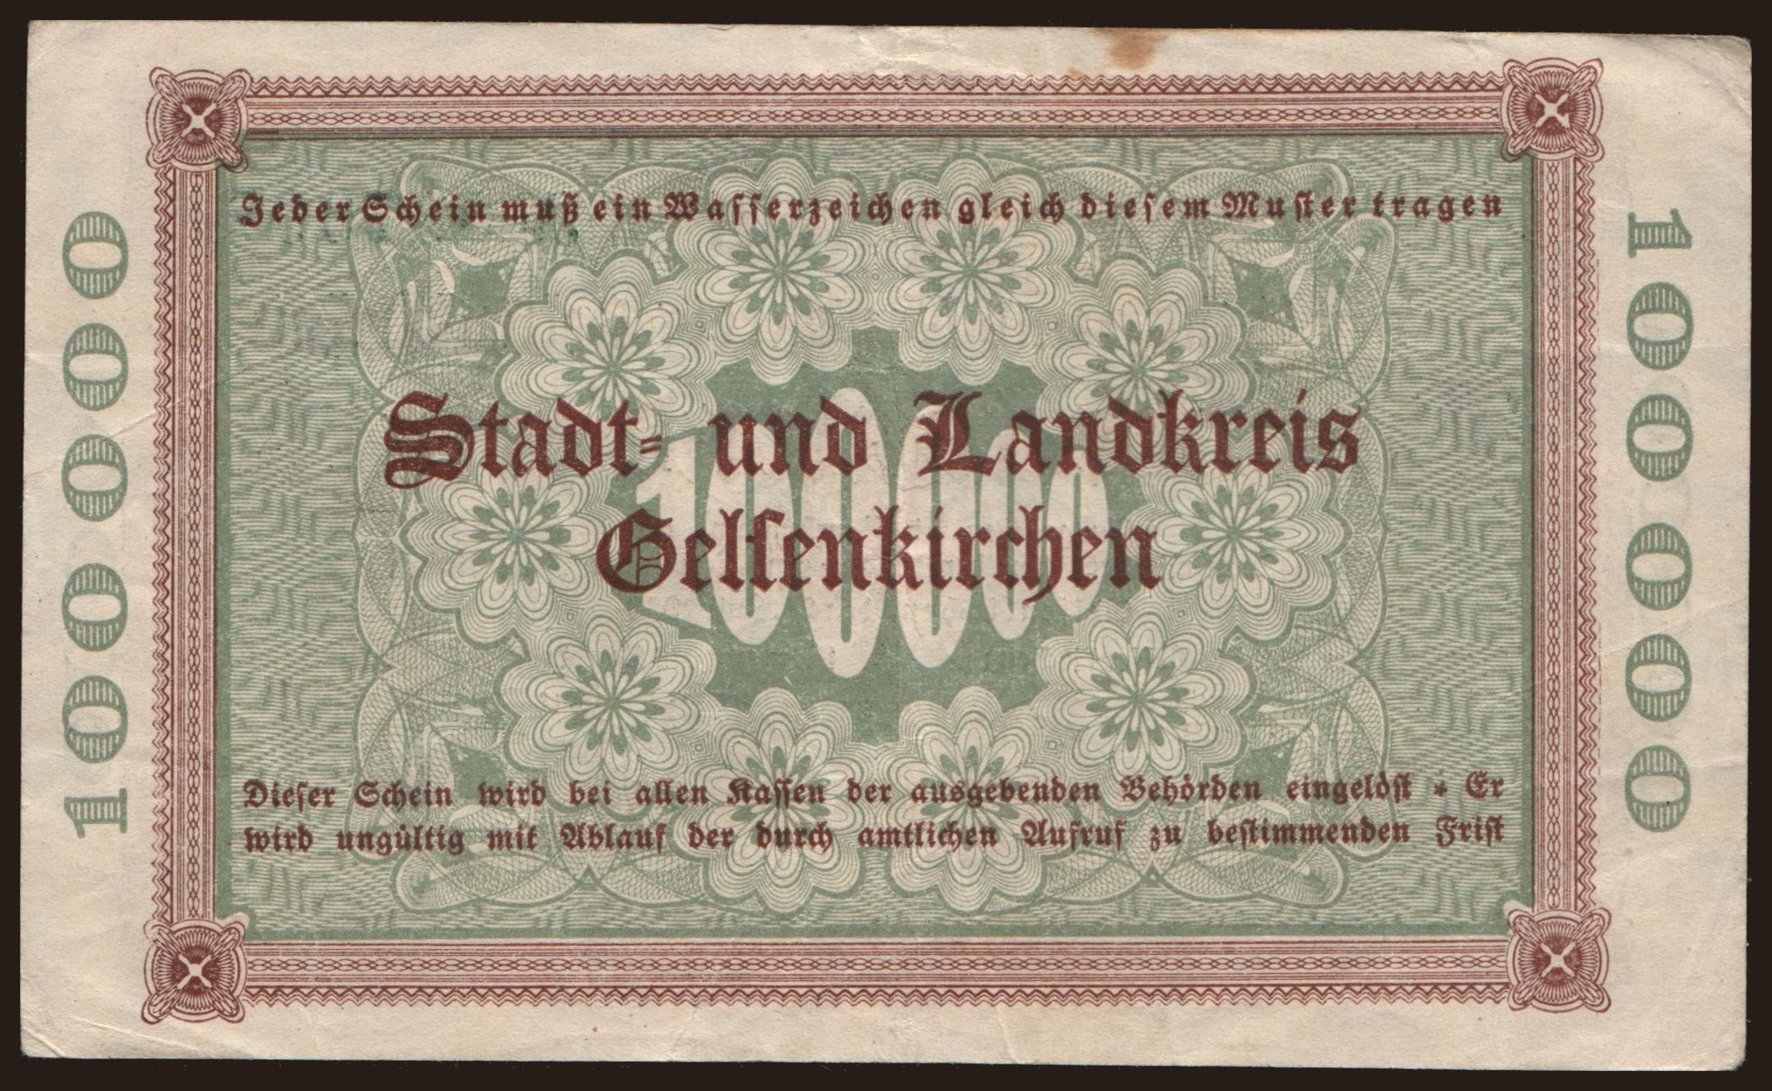 Jeder Schein muß ein Wasserzeichen gleich diesem Muster tragen
100000
Stadt- und Landkreis
100000
Gelsenkirchen
100000
Dieser Schein wird bei allen Kassen der ausgebenden Behörden eingelöst * Er
wird ungültig mit Ablauf der durch amtlichen Aufruf zu bestimmenden Frist